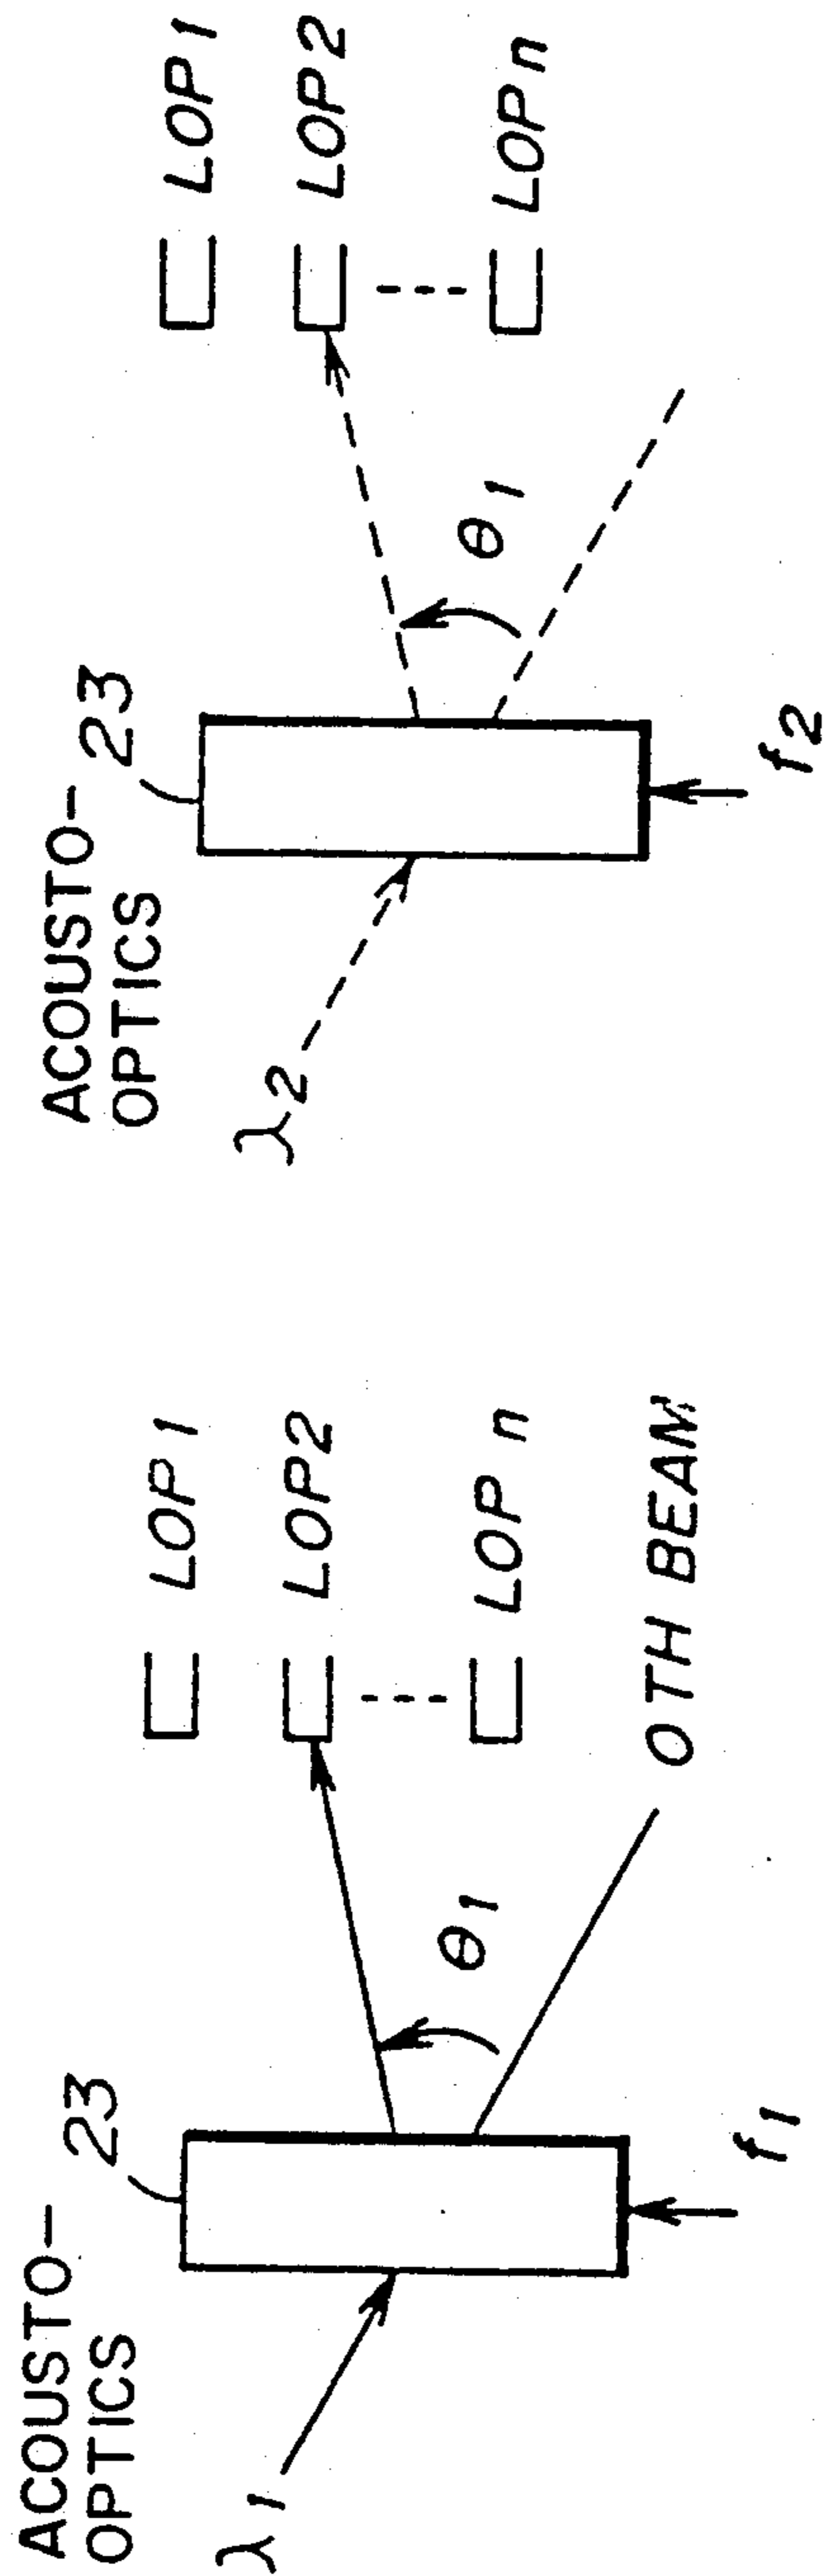 ACOUSTO-
OPTICS
23
λ1
f1
θ1
LOP1
LOP2
LOP n
0TH BEAM
ACOUSTO-
OPTICS
23
λ2
f2
θ1
LOP1
LOP2
LOPn